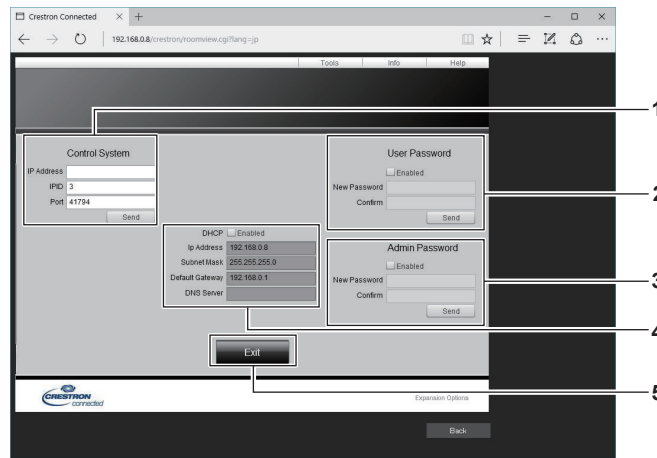 Crestron Connected
192.168.0.8/crestron/roomview.cgi?lang=jp
Tools Info Help
1
Control System
IP Address
IPID 3
Port 41794
Send
User Password
Enabled
New Password
Confirm
Send
2
DHCP Enabled
Ip Address 192.168.0.8
Subnet Mask 255.255.255.0
Default Gateway 192.168.0.1
DNS Server
Admin Password
Enabled
New Password
Confirm
Send
3
4
Exit
5
CRESTRON
connected
Expansion Options
Back